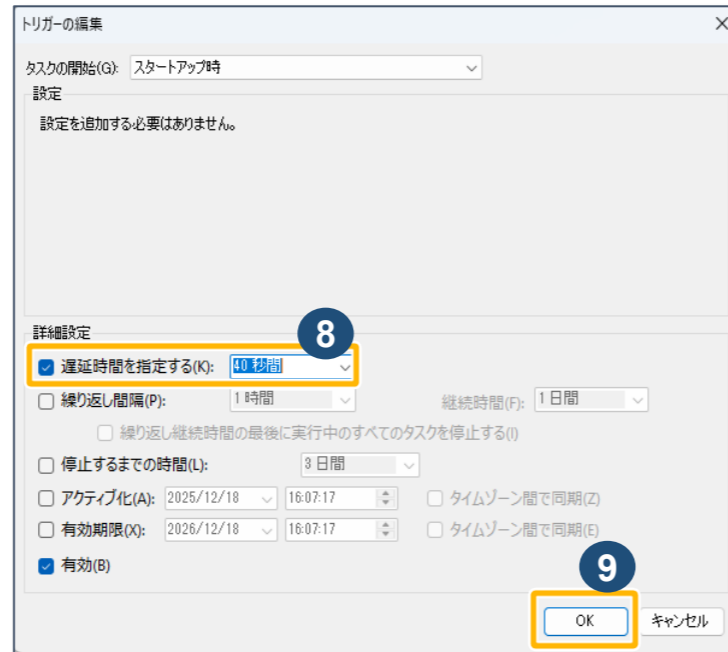 トリガーの編集
タスクの開始(G): スタートアップ時
設定
設定を追加する必要はありません。
詳細設定
8
遅延時間を指定する(K): 40 秒間
繰り返し間隔(P): 1 時間 継続時間(F): 1 日間
繰り返し継続時間の最後に実行中のすべてのタスクを停止する(I)
停止するまでの時間(L): 3 日間
アクティブ化(A): 2025/12/18 16:07:17 タイムゾーン間で同期(Z)
有効期限(X): 2026/12/18 16:07:17 タイムゾーン間で同期(E)
有効(B)
9
OK キャンセル